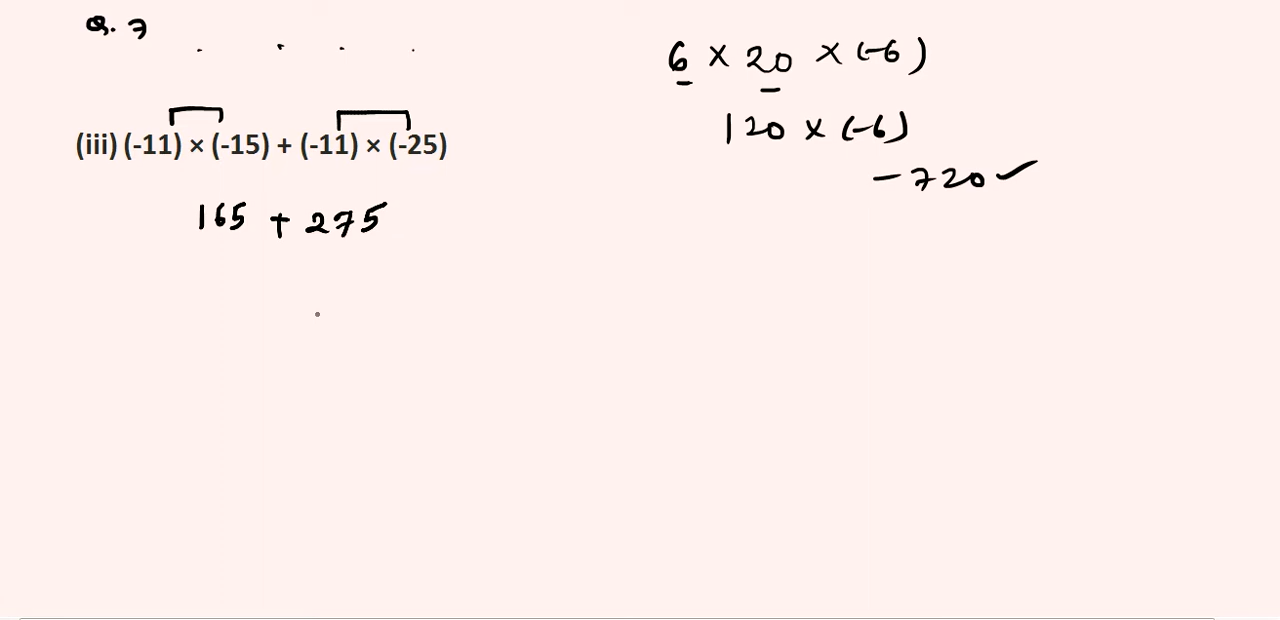 Q. 7
(iii) (-11) × (-15) + (-11) × (-25)
165 + 275
6 × 20 × (-6)
120 × (-6)
- 720 ✓